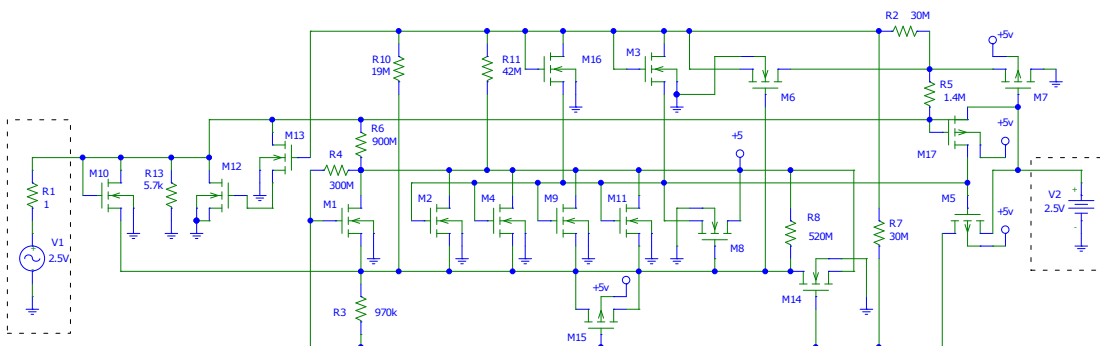 R2 30M
+5v
R10
19M
R11
42M
M16
M3
M6
R5
1.4M
M7
M13
R6
900M
+5
+5v
M17
R4
300M
M10
R13
5.7k
M12
R1
1
M1
M2
M4
M9
M11
M8
R8
520M
R7
30M
M5
+5v
V2
2.5V
+
-
V1
2.5V
+
R3
970k
+5v
M15
M14